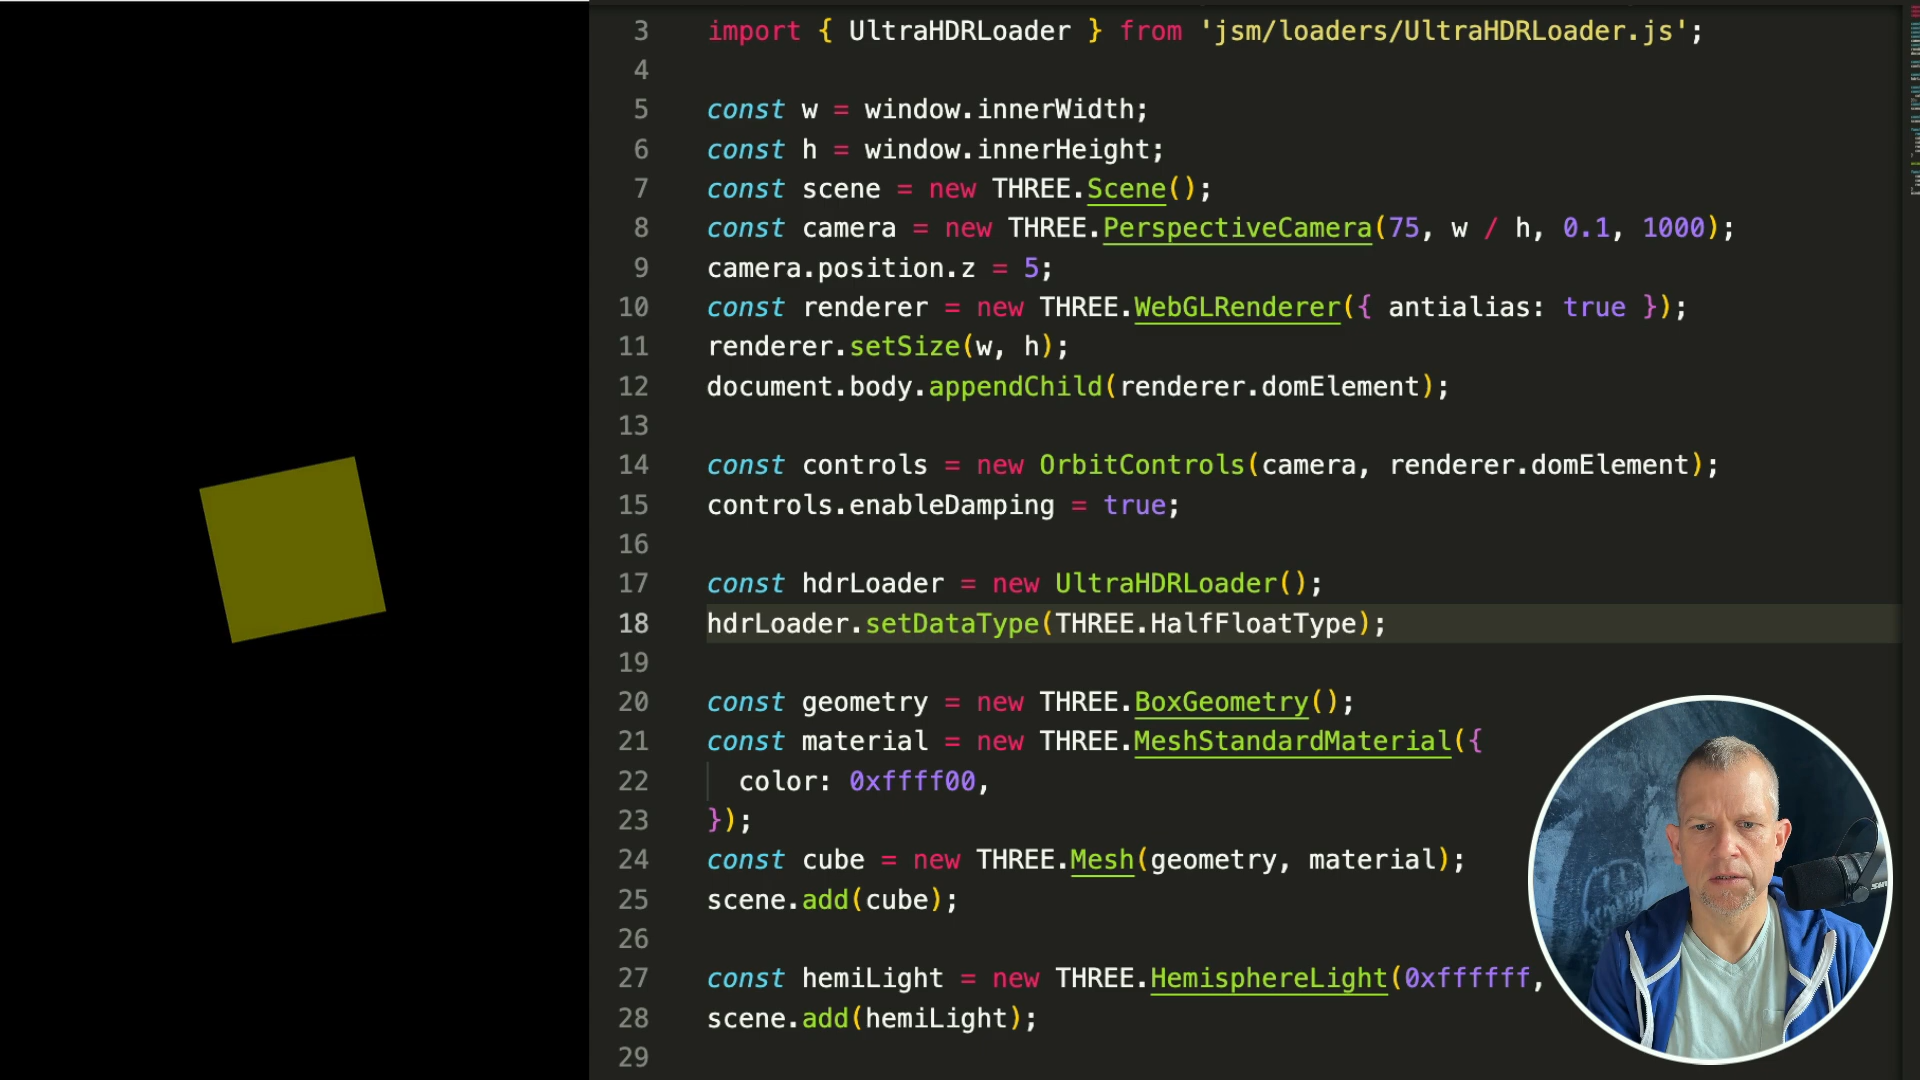 3 import { UltraHDRLoader } from 'jsm/loaders/UltraHDRLoader.js';
4
5 const w = window.innerWidth;
6 const h = window.innerHeight;
7 const scene = new THREE.Scene();
8 const camera = new THREE.PerspectiveCamera(75, w / h, 0.1, 1000);
9 camera.position.z = 5;
10 const renderer = new THREE.WebGLRenderer({ antialias: true });
11 renderer.setSize(w, h);
12 document.body.appendChild(renderer.domElement);
13
14 const controls = new OrbitControls(camera, renderer.domElement);
15 controls.enableDamping = true;
16
17 const hdrLoader = new UltraHDRLoader();
18 hdrLoader.setDataType(THREE.HalfFloatType);
19
20 const geometry = new THREE.BoxGeometry();
21 const material = new THREE.MeshStandardMaterial({
22 color: 0xffff00,
23 });
24 const cube = new THREE.Mesh(geometry, material);
25 scene.add(cube);
26
27 const hemiLight = new THREE.HemisphereLight(0xffffff,
28 scene.add(hemiLight);
29